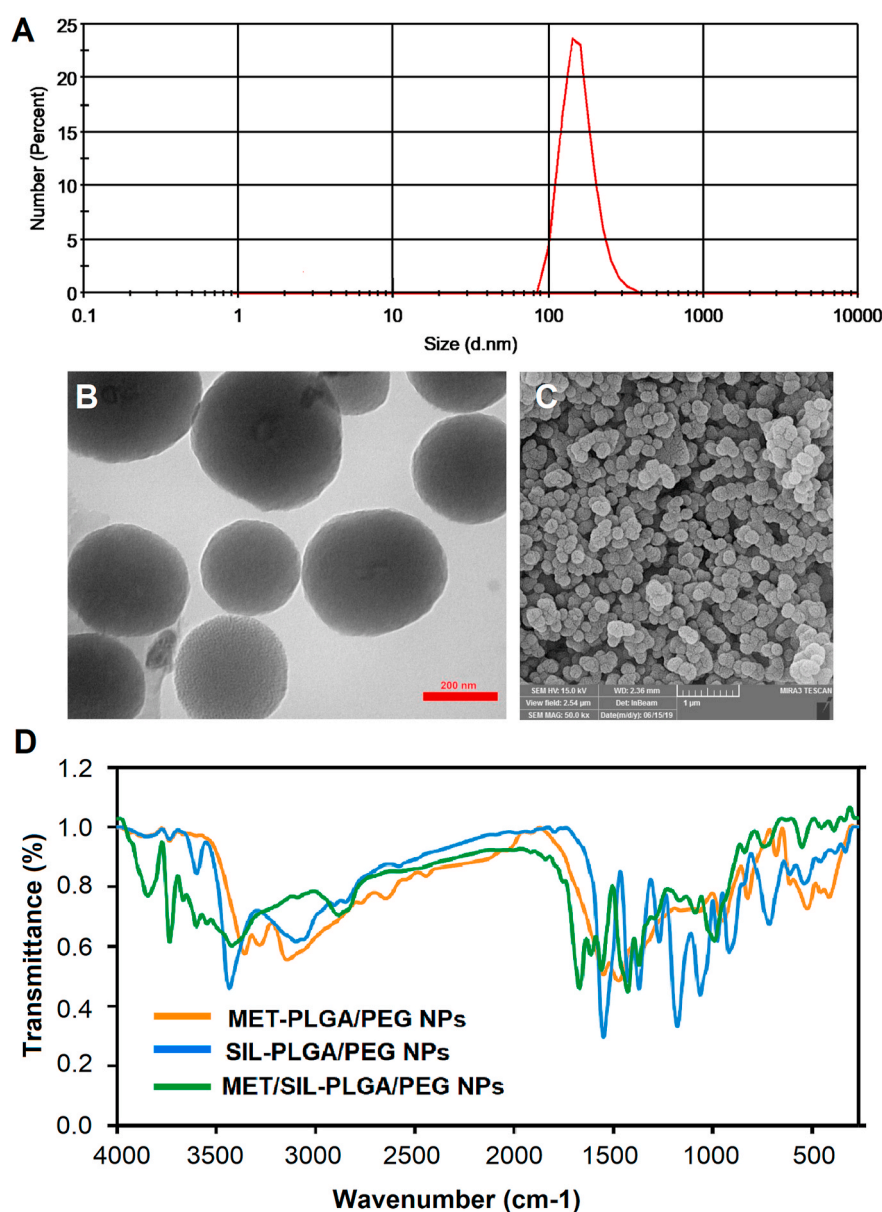 A
25
20
15
10
5
0
Number (Percent)
0.1 1 10 100 1000 10000
Size (d.nm)
B
200 nm
C
SEM HV: 15.0 kV WD: 2.36 mm MIRA3 TESCAN
View field: 2.54 µm Det: InBeam 1 µm
SEM MAG: 50.0 kx Date(m/d/y): 06/15/19
D
1.2
1.0
0.8
0.6
0.4
0.2
0.0
Transmittance (%)
MET-PLGA/PEG NPs
SIL-PLGA/PEG NPs
MET/SIL-PLGA/PEG NPs
4000 3500 3000 2500 2000 1500 1000 500
Wavenumber (cm-1)